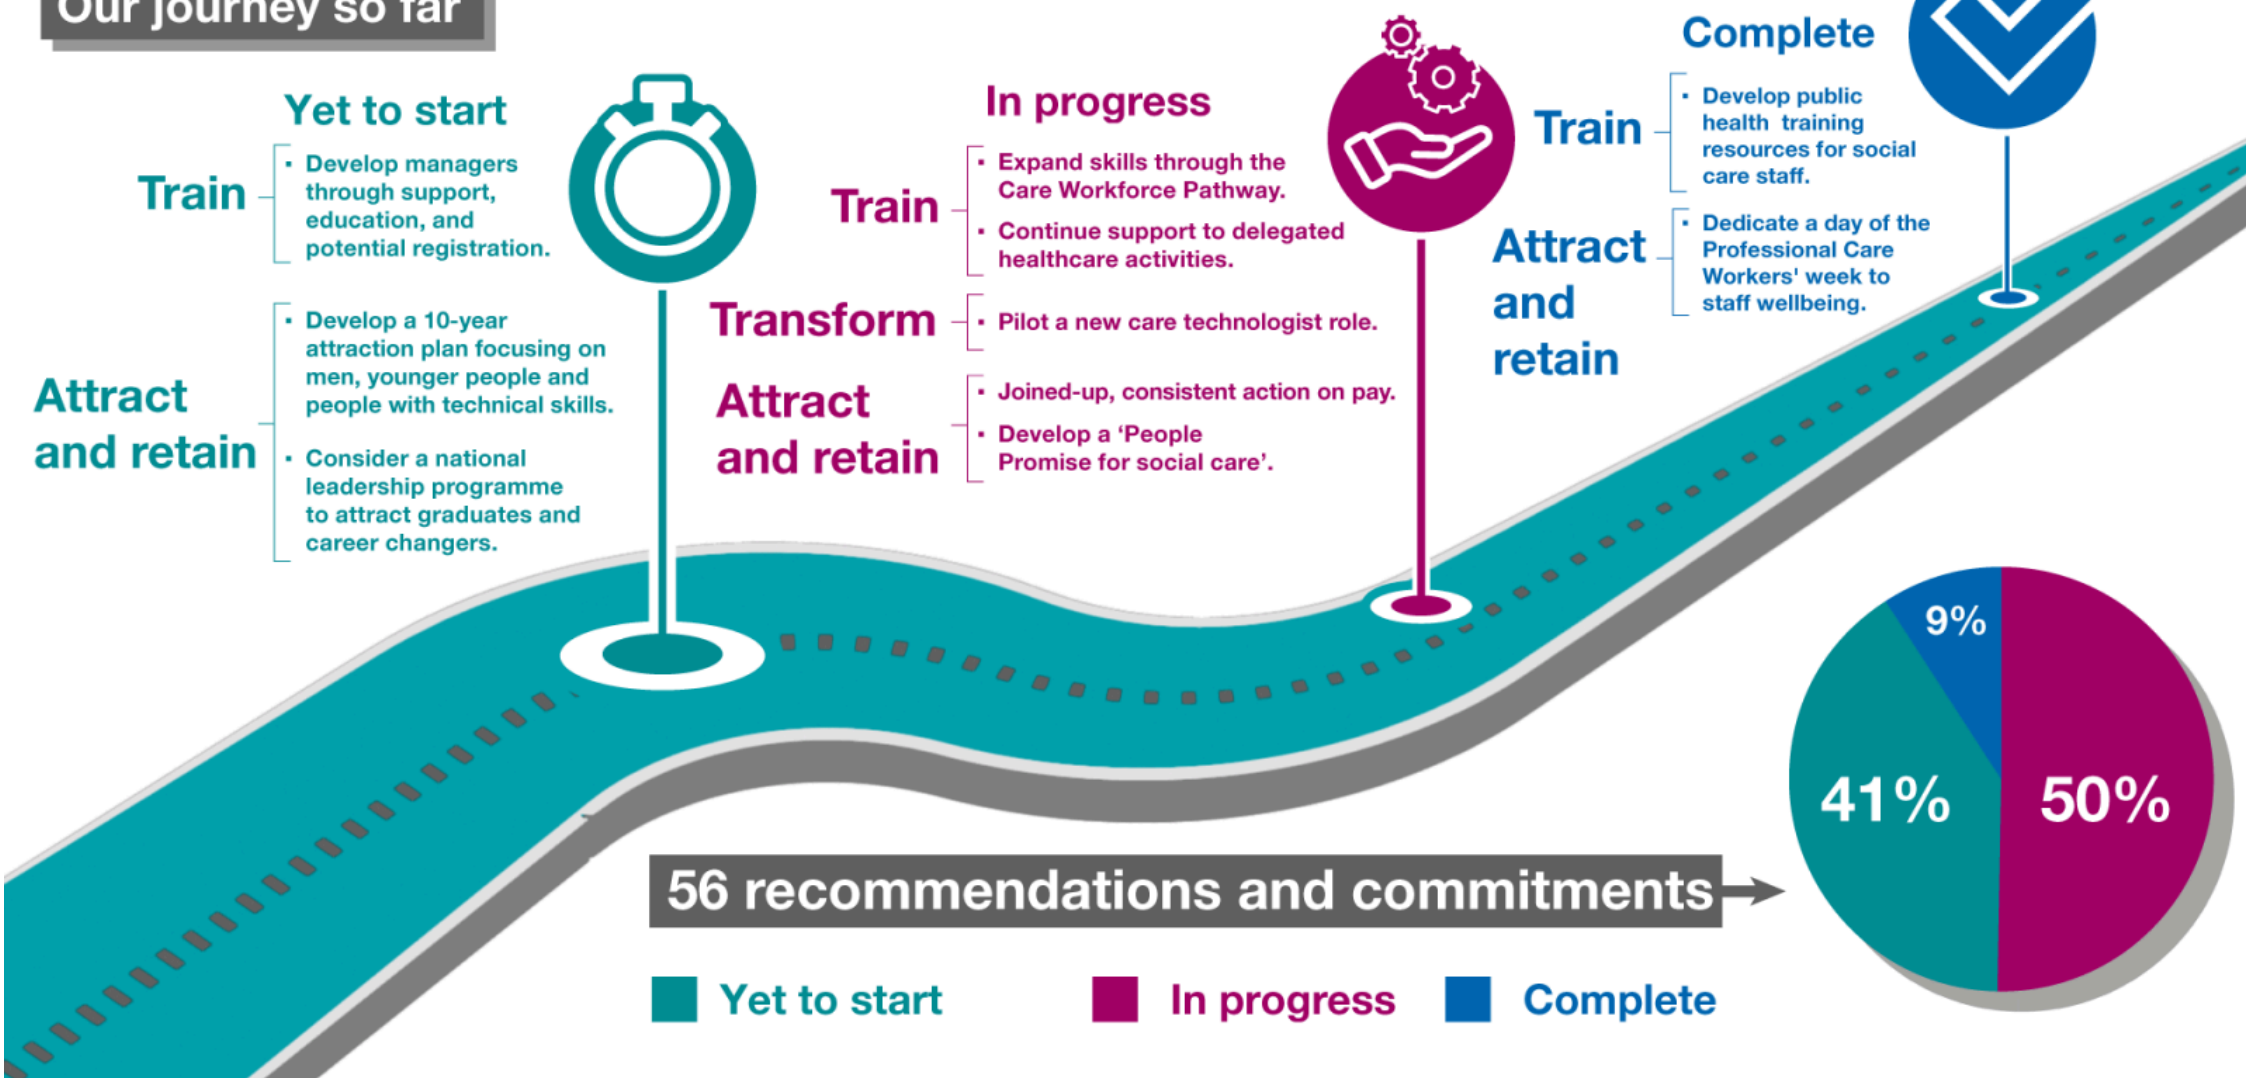 Our journey so far
Yet to start
Train
▪ Develop managers
through support,
education, and
potential registration.
Attract
and retain
▪ Develop a 10-year
attraction plan focusing on
men, younger people and
people with technical skills.
▪ Consider a national
leadership programme
to attract graduates and
career changers.
In progress
Train
▪ Expand skills through the
Care Workforce Pathway.
▪ Continue support to delegated
healthcare activities.
Transform
▪ Pilot a new care technologist role.
Attract
and retain
▪ Joined-up, consistent action on pay.
▪ Develop a ‘People
Promise for social care’.
Complete
Train
▪ Develop public
health training
resources for social
care staff.
Attract
and
retain
▪ Dedicate a day of the
Professional Care
Workers' week to
staff wellbeing.
9%
41%
50%
56 recommendations and commitments
Yet to start
In progress
Complete